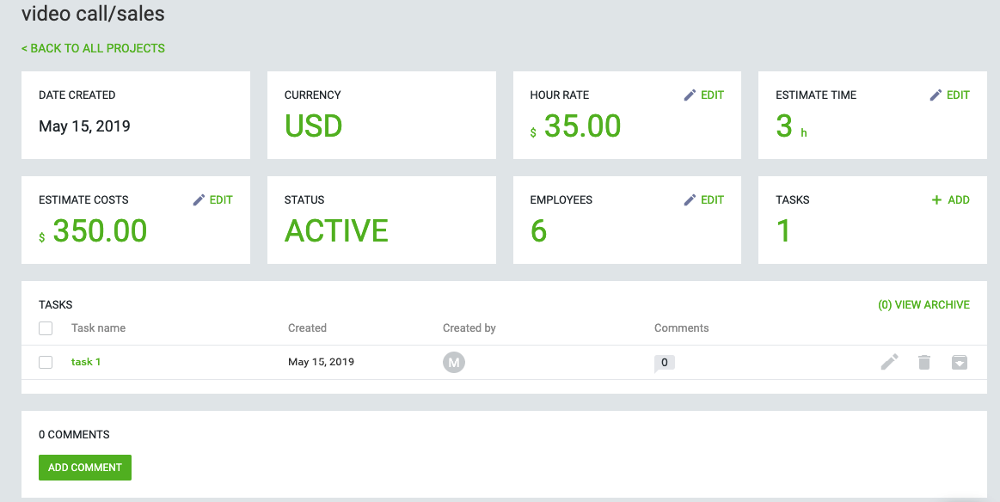 video call/sales
< BACK TO ALL PROJECTS
DATE CREATED
May 15, 2019
CURRENCY
USD
HOUR RATE
EDIT
$ 35.00
ESTIMATE TIME
EDIT
3 h
ESTIMATE COSTS
EDIT
$ 350.00
STATUS
ACTIVE
EMPLOYEES
EDIT
6
TASKS
+ ADD
1
TASKS
(0) VIEW ARCHIVE
Task name Created Created by Comments
task 1 May 15, 2019 M 0
0 COMMENTS
ADD COMMENT